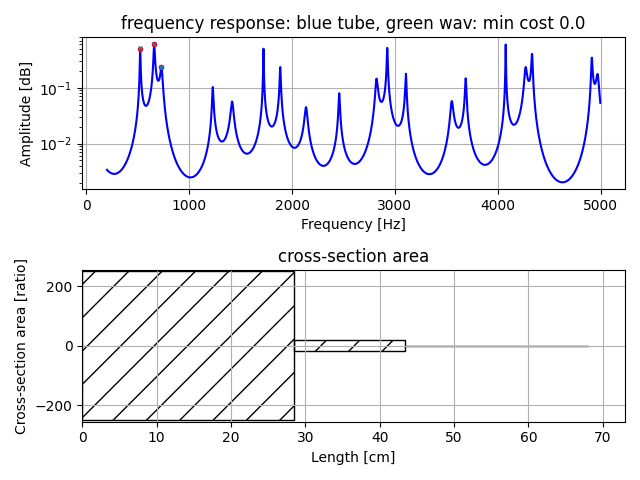 frequency response: blue tube, green wav: min cost 0.0
Amplitude [dB]
10⁻¹
10⁻²
0 1000 2000 3000 4000 5000
Frequency [Hz]
cross-section area
Cross-section area [ratio]
200
0
−200
0 10 20 30 40 50 60 70
Length [cm]